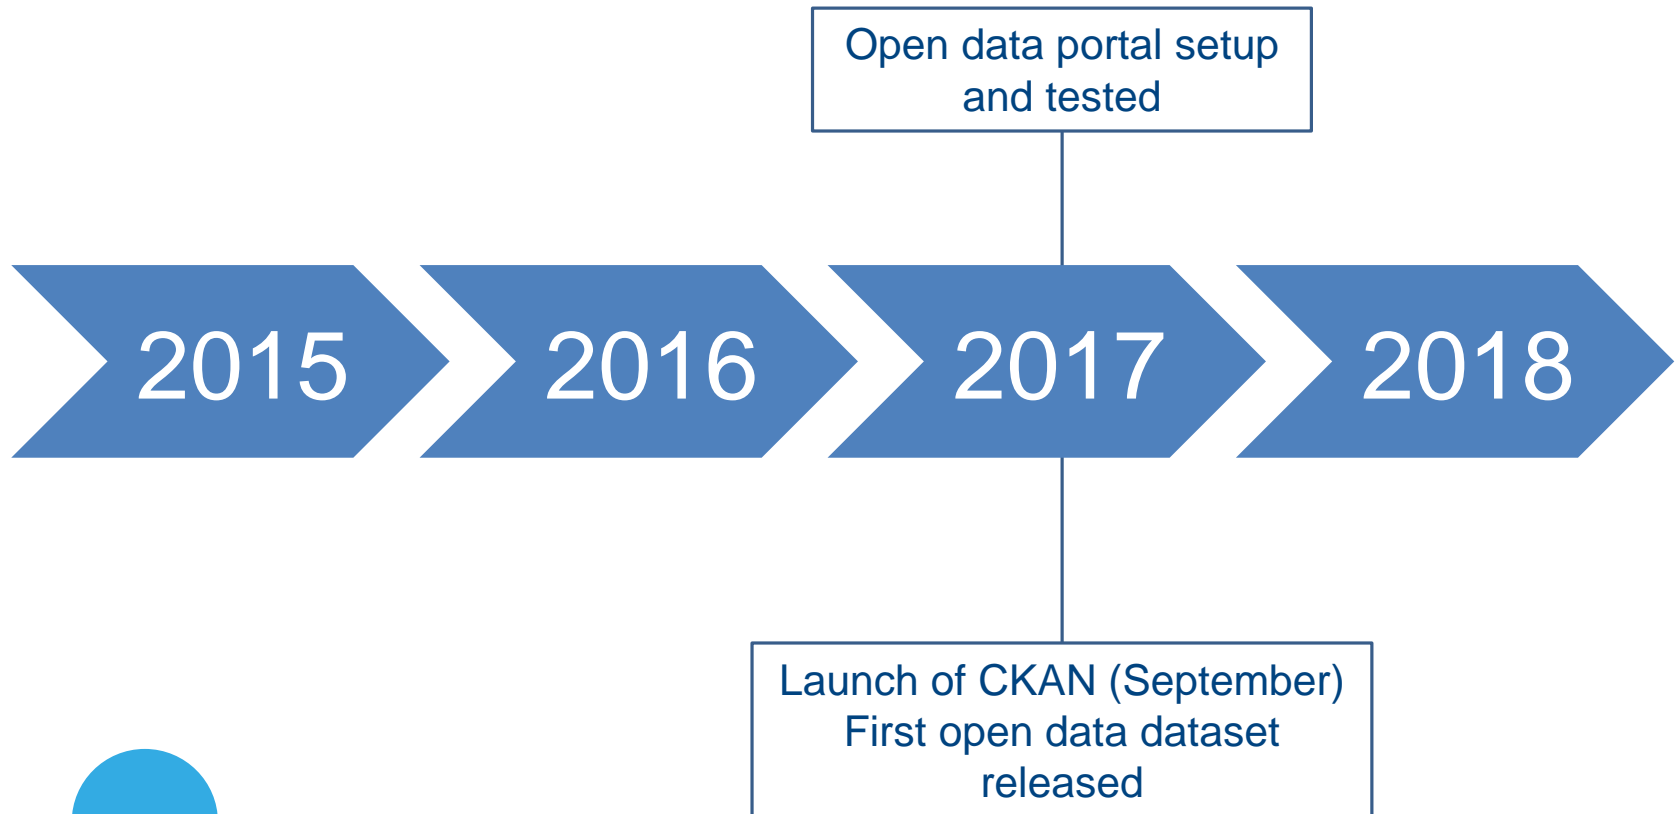 Open data portal setup
and tested
2015
2016
2017
2018
Launch of CKAN (September)
First open data dataset
released